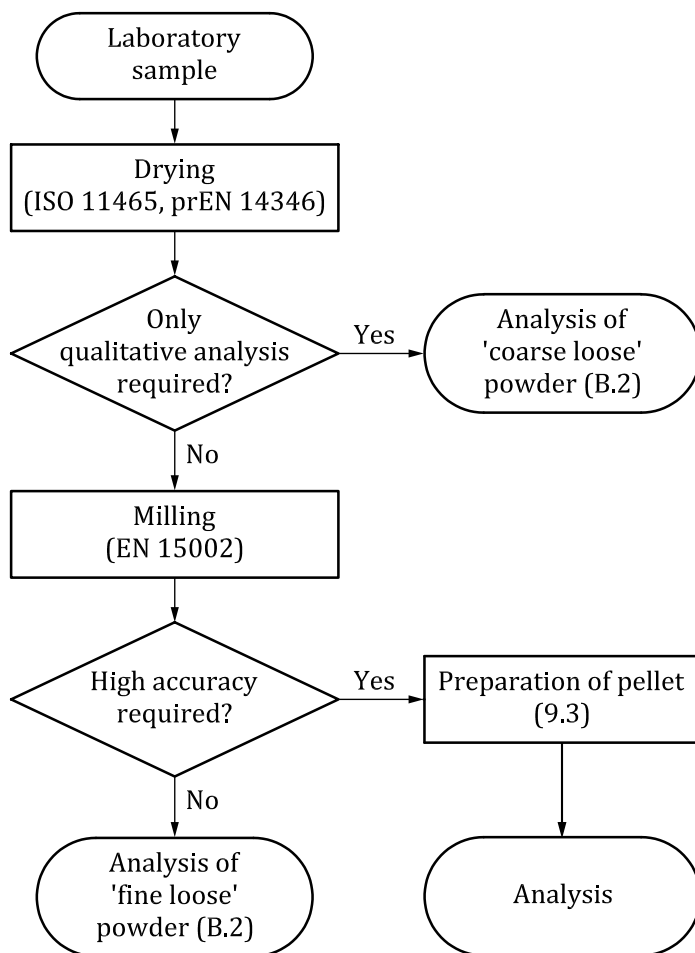 Laboratory
sample
Drying
(ISO 11465, prEN 14346)
Only
qualitative analysis
required?
Yes
Analysis of
'coarse loose'
powder (B.2)
No
Milling
(EN 15002)
High accuracy
required?
Yes
Preparation of pellet
(9.3)
No
Analysis of
'fine loose'
powder (B.2)
Analysis